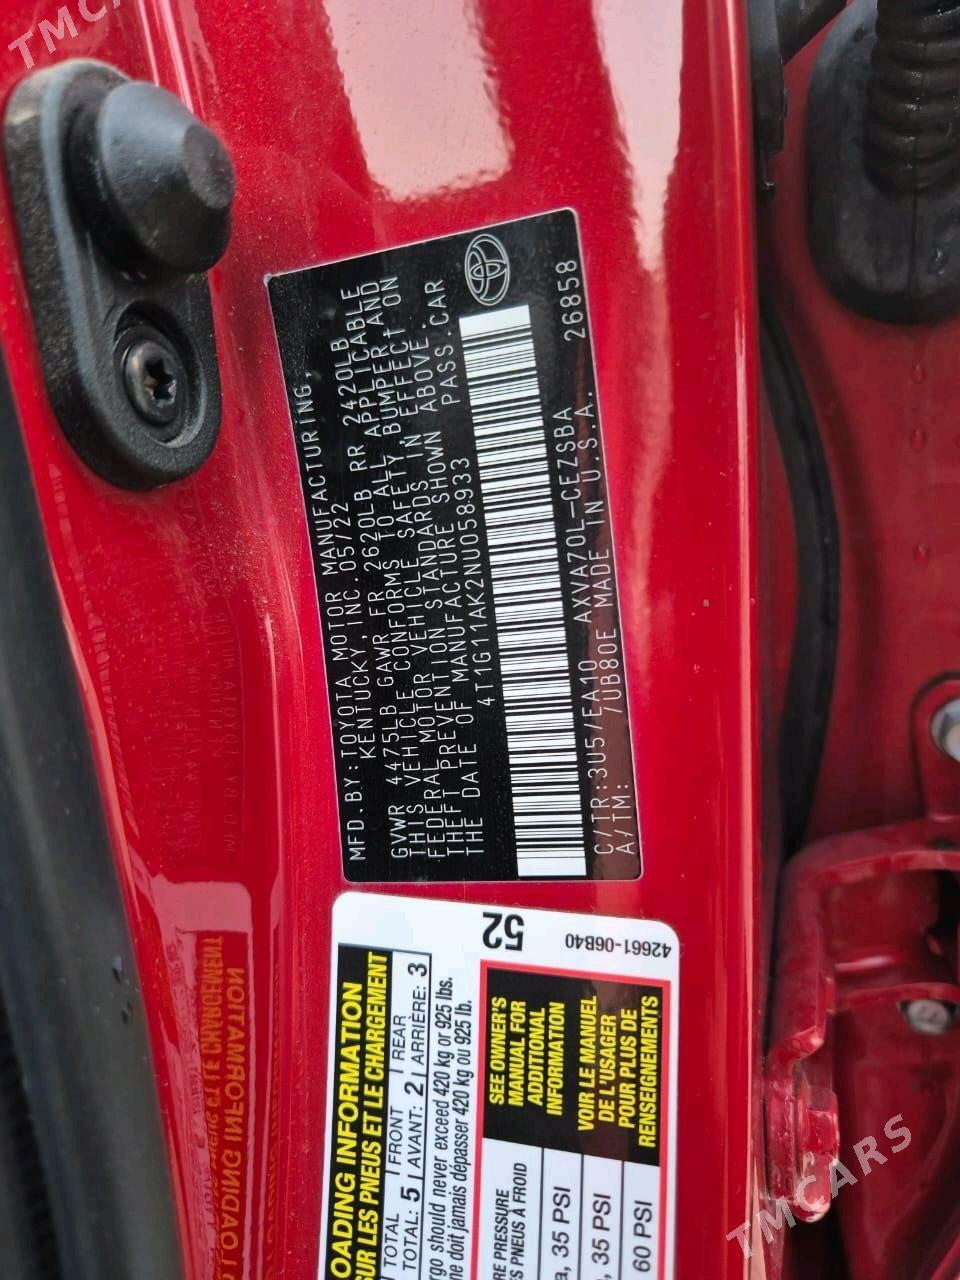 TMCARS
MFD.BY:TOYOTA MOTOR MANUFACTURING,
KENTUCKY, INC. 05/22
GVWR 4475LB GAWR FR 2620LB RR 2420LB
THIS VEHICLE CONFORMS TO ALL APPLICABLE
FEDERAL MOTOR VEHICLE SAFETY, BUMPER, AND
THEFT PREVENTION STANDARDS IN EFFECT ON
THE DATE OF MANUFACTURE SHOWN ABOVE.
4T1G11AK2NU058933 PASS.CAR
C/TR:3U5/EA10 AXVA70L-CEZSBA
A/TM: /UB80E MADE IN U.S.A. 26858
52
42661-06B40
LOADING INFORMATION
SUR LES PNEUS ET LE CHARGEMENT
TOTAL FRONT REAR
TOTAL: 5 AVANT: 2 ARRIÈRE: 3
should never exceed 420 kg or 925 lbs.
ne doit jamais dépasser 420 kg ou 925 lb.
SEE OWNER'S
MANUAL FOR
ADDITIONAL
INFORMATION
VOIR LE MANUEL
DE L'USAGER
POUR PLUS DE
RENSEIGNEMENTS
PRESSURE
PNEUS À FROID
35 PSI
35 PSI
60 PSI
TMCARS